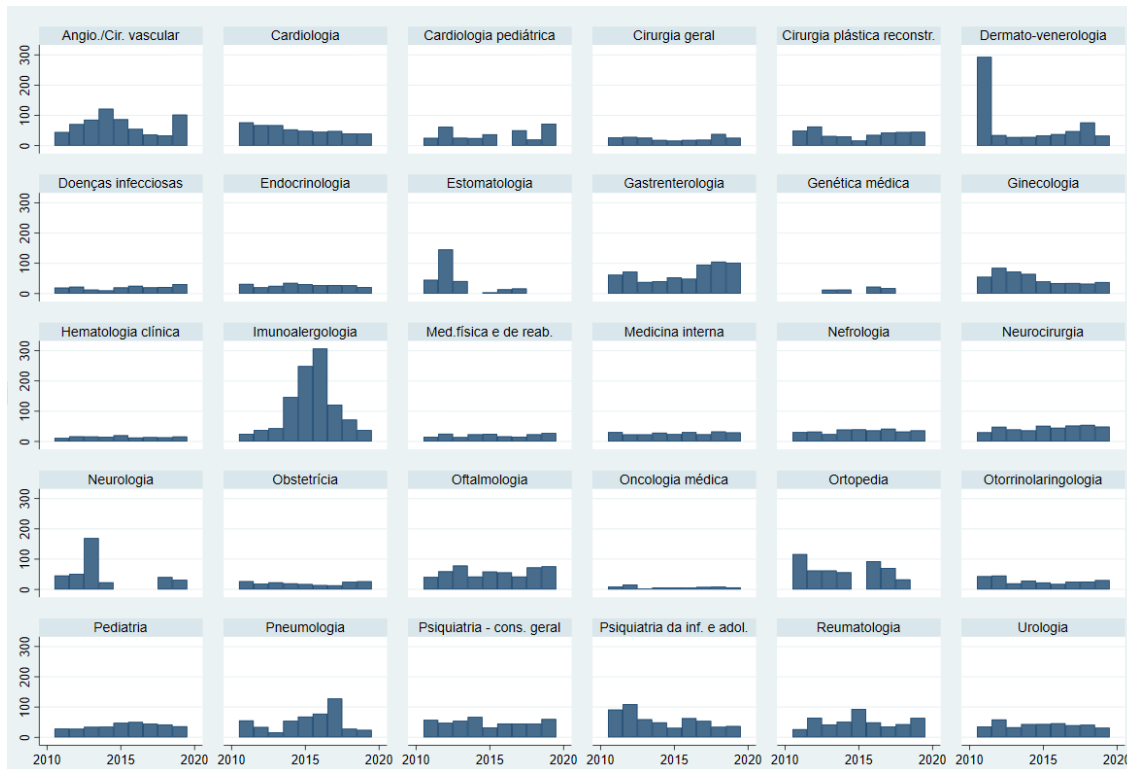 Angio./Cir. vascular
Cardiologia
Cardiologia pediátrica
Cirurgia geral
Cirurgia plástica reconstr.
Dermato-venerologia
300
200
100
0
Doenças infecciosas
Endocrinologia
Estomatologia
Gastrenterologia
Genética médica
Ginecologia
300
200
100
0
Hematologia clínica
Imunoalergologia
Med.física e de reab.
Medicina interna
Nefrologia
Neurocirurgia
300
200
100
0
Neurologia
Obstetrícia
Oftalmologia
Oncologia médica
Ortopedia
Otorrinolaringologia
300
200
100
0
Pediatria
Pneumologia
Psiquiatria - cons. geral
Psiquiatria da inf. e adol.
Reumatologia
Urologia
300
200
100
0
2010 2015 2020
2010 2015 2020
2010 2015 2020
2010 2015 2020
2010 2015 2020
2010 2015 2020